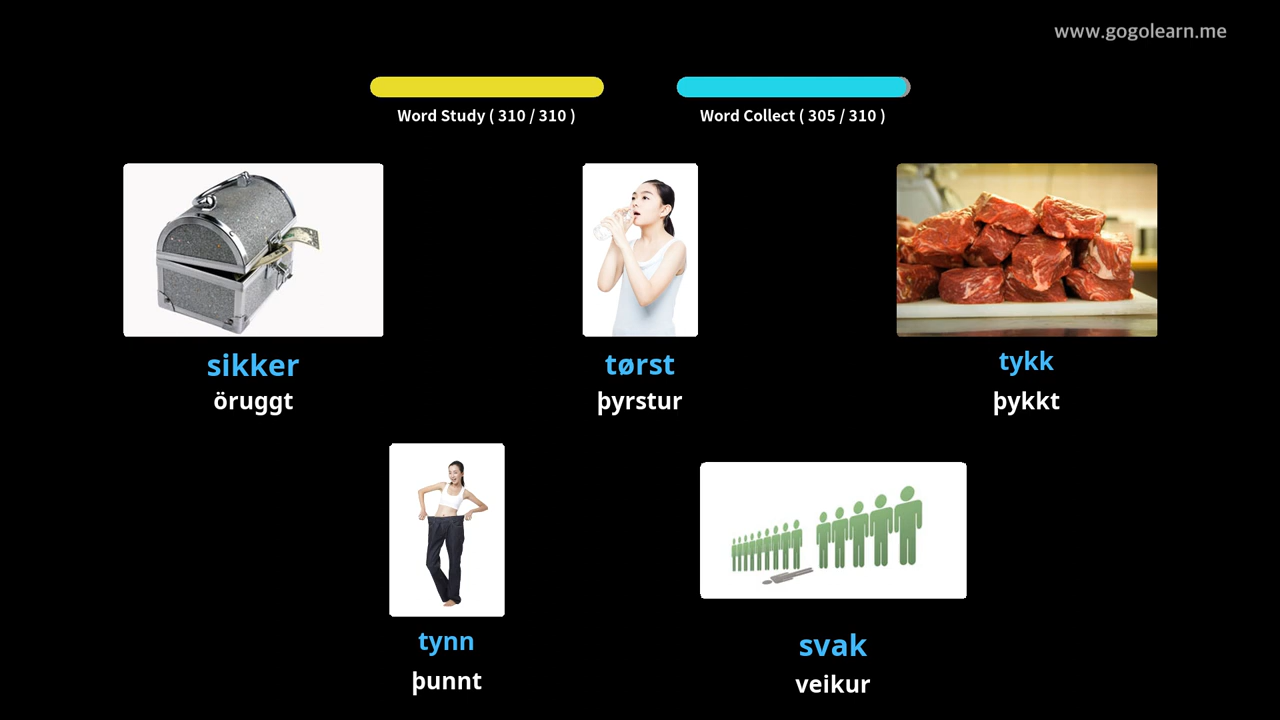 www.gogolearn.me
Word Study ( 310 / 310 )
Word Collect ( 305 / 310 )
sikker
öruggt
tørst
þyrstur
tykk
þykkt
tynn
þunnt
svak
veikur